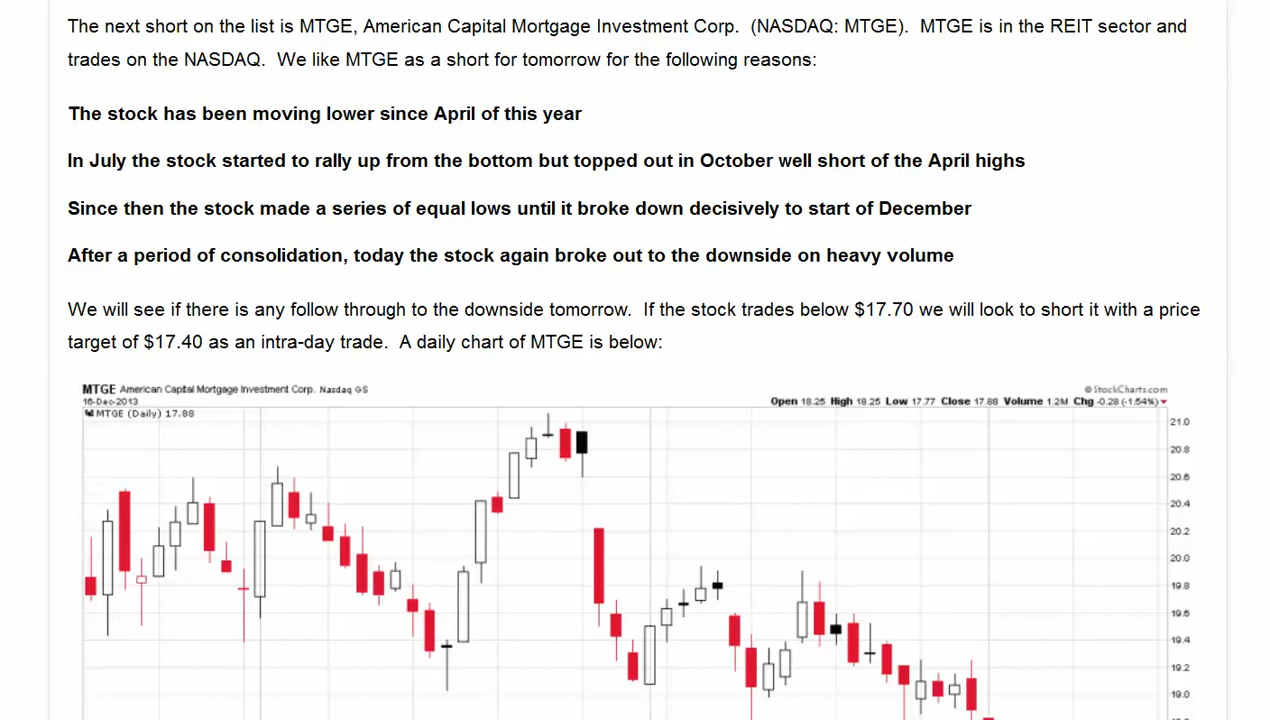 The next short on the list is MTGE, American Capital Mortgage Investment Corp.  (NASDAQ: MTGE).  MTGE is in the REIT sector and
trades on the NASDAQ.  We like MTGE as a short for tomorrow for the following reasons:
The stock has been moving lower since April of this year
In July the stock started to rally up from the bottom but topped out in October well short of the April highs
Since then the stock made a series of equal lows until it broke down decisively to start of December
After a period of consolidation, today the stock again broke out to the downside on heavy volume
We will see if there is any follow through to the downside tomorrow.  If the stock trades below $17.70 we will look to short it with a price
target of $17.40 as an intra-day trade.  A daily chart of MTGE is below:
MTGE American Capital Mortgage Investment Corp. Nasdaq GS
© StockCharts.com
16-Dec-2013
Open 18.25 High 18.25 Low 17.77 Close 17.88 Volume 1.2M Chg -0.28 (-1.54%)
MTGE (Daily) 17.88
21.0
20.8
20.6
20.4
20.2
20.0
19.8
19.6
19.4
19.2
19.0